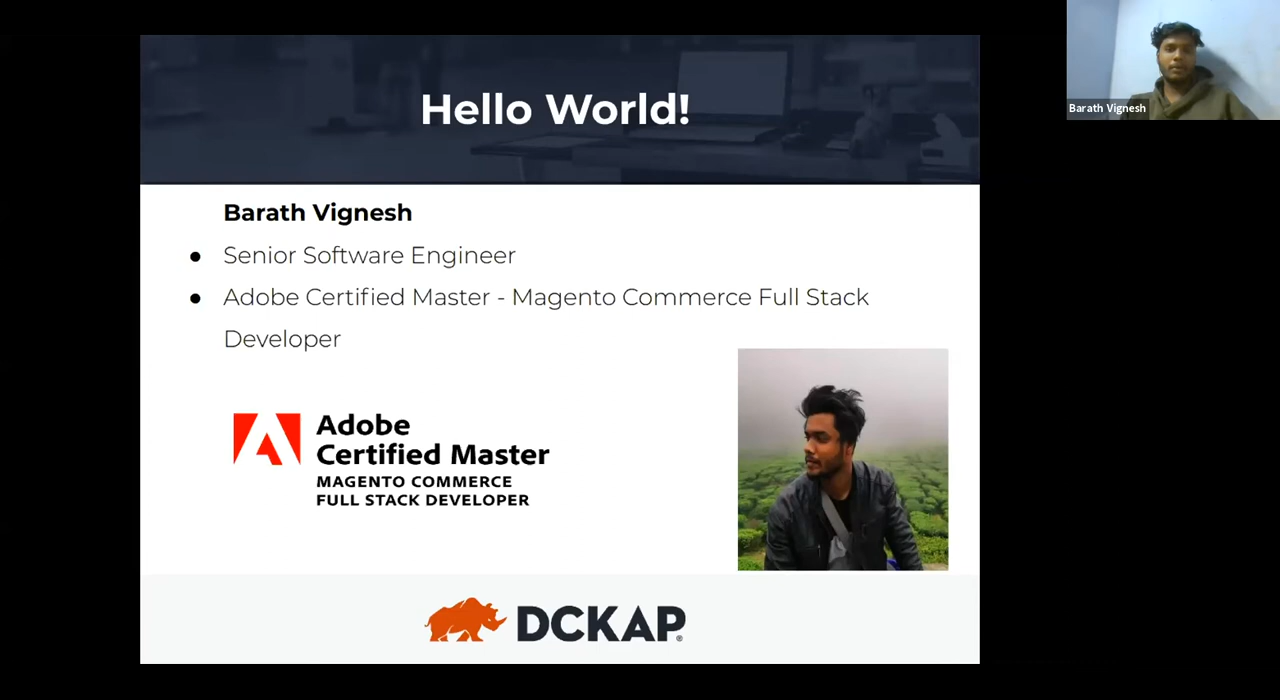 Hello World!
Barath Vignesh
Barath Vignesh
● Senior Software Engineer
● Adobe Certified Master - Magento Commerce Full Stack
Developer
Adobe
Certified Master
MAGENTO COMMERCE
FULL STACK DEVELOPER
DCKAP®